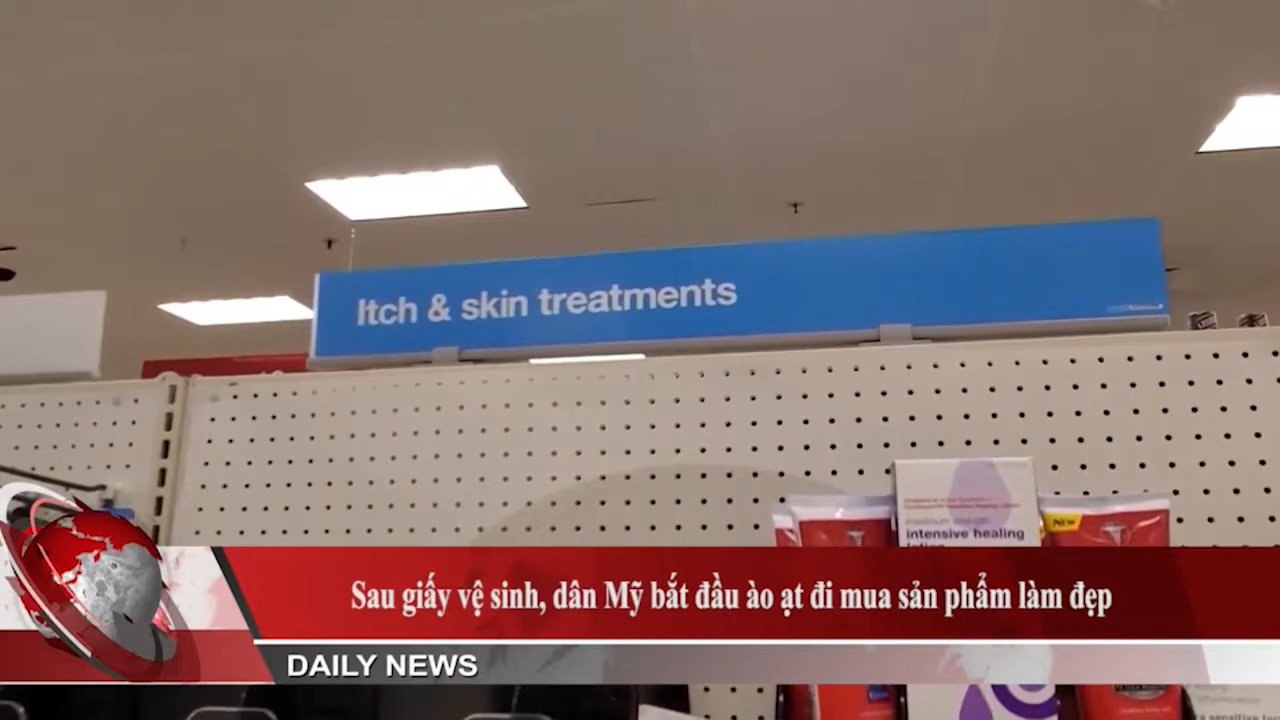 Itch & skin treatments
intensive healing
NEW
Sau giấy vệ sinh, dân Mỹ bắt đầu ào ạt đi mua sản phẩm làm đẹp
DAILY NEWS